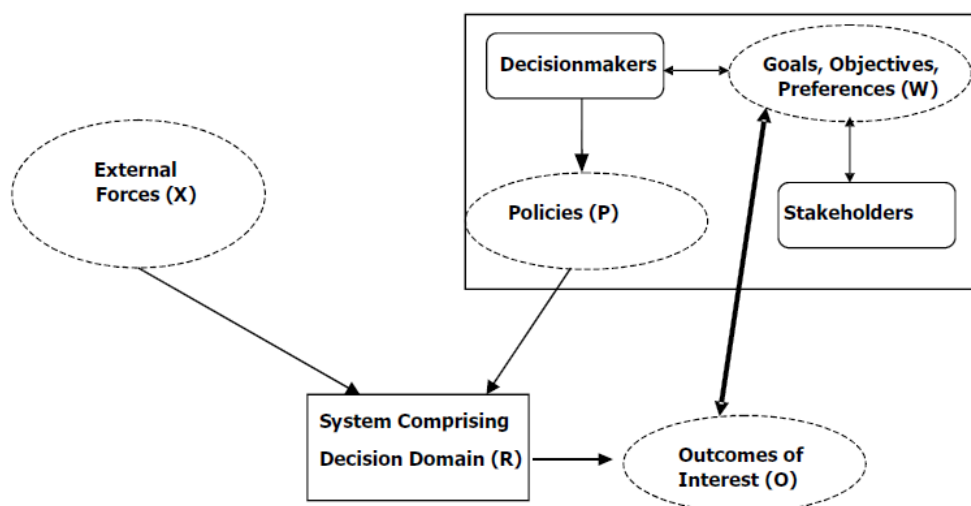 Decisionmakers
Goals, Objectives,
Preferences (W)
External
Forces (X)
Policies (P)
Stakeholders
System Comprising
Decision Domain (R)
Outcomes of
Interest (O)